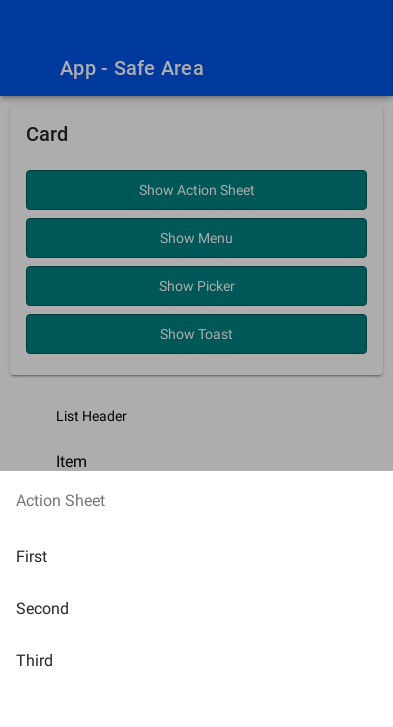 App - Safe Area
Card
Show Action Sheet
Show Menu
Show Picker
Show Toast
List Header
Item
Action Sheet
First
Second
Third